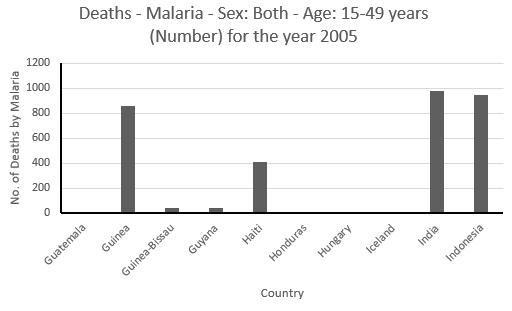 Deaths - Malaria - Sex: Both - Age: 15-49 years
(Number) for the year 2005
No. of Deaths by Malaria
1200
1000
800
600
400
200
0
Guatemala
Guinea
Guinea-Bissau
Guyana
Haiti
Honduras
Hungary
Iceland
India
Indonesia
Country